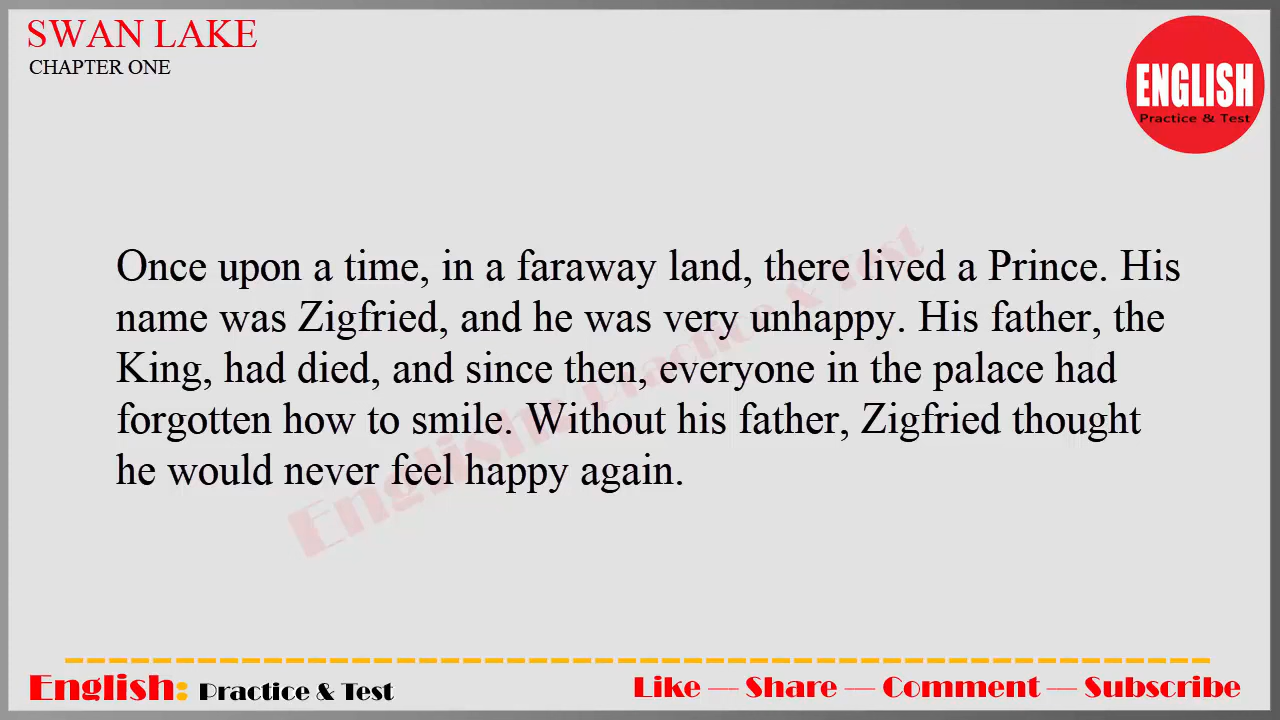 SWAN LAKE
CHAPTER ONE
ENGLISH
Practice & Test
Once upon a time, in a faraway land, there lived a Prince. His
name was Zigfried, and he was very unhappy. His father, the
King, had died, and since then, everyone in the palace had
forgotten how to smile. Without his father, Zigfried thought
he would never feel happy again.
English: Practice & Test
English: Practice & Test
Like — Share — Comment — Subscribe